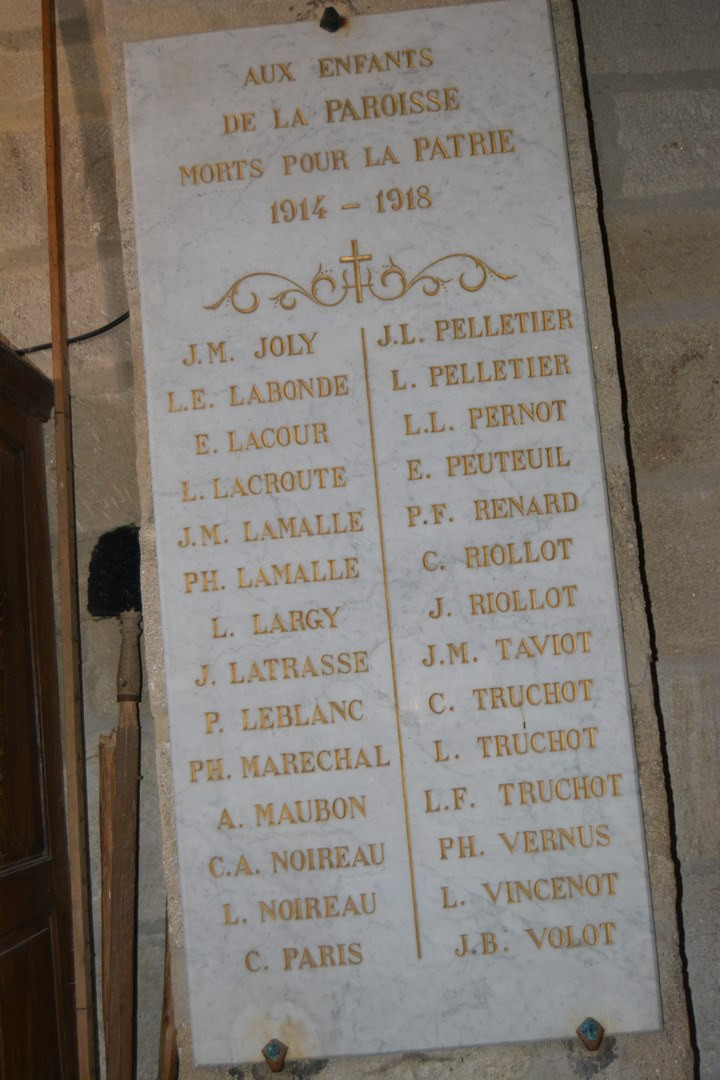 AUX ENFANTS
DE LA PAROISSE
MORTS POUR LA PATRIE
1914 - 1918
J.M. JOLY
L.E. LABONDE
E. LACOUR
L. LACROUTE
J.M. LAMALLE
PH. LAMALLE
L. LARGY
J. LATRASSE
P. LEBLANC
PH. MARECHAL
A. MAUBON
C.A. NOIREAU
L. NOIREAU
C. PARIS
J.L. PELLETIER
L. PELLETIER
L.L. PERNOT
E. PEUTEUIL
P.F. RENARD
C. RIOLLOT
J. RIOLLOT
J.M. TAVIOT
C. TRUCHOT
L. TRUCHOT
L.F. TRUCHOT
PH. VERNUS
L. VINCENOT
J.B. VOLOT